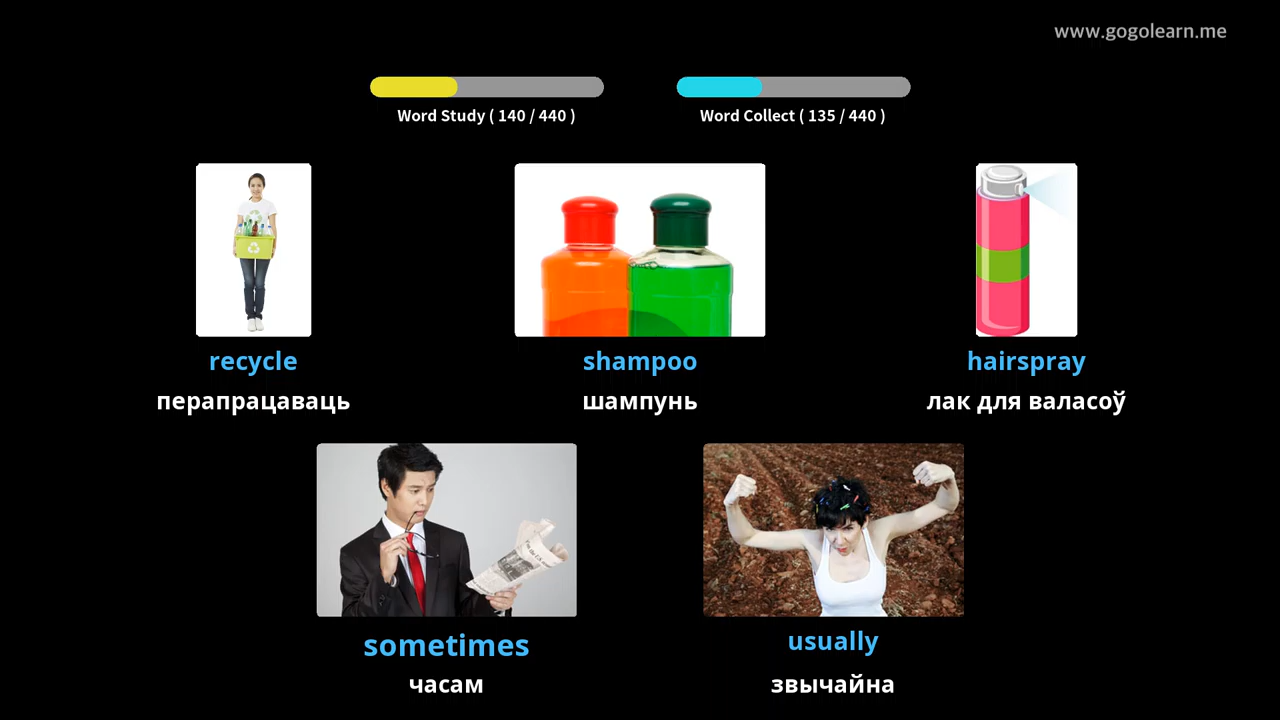 www.gogolearn.me
Word Study ( 140 / 440 )
Word Collect ( 135 / 440 )
recycle
shampoo
hairspray
перапрацаваць
шампунь
лак для валасоў
sometimes
usually
часам
звычайна